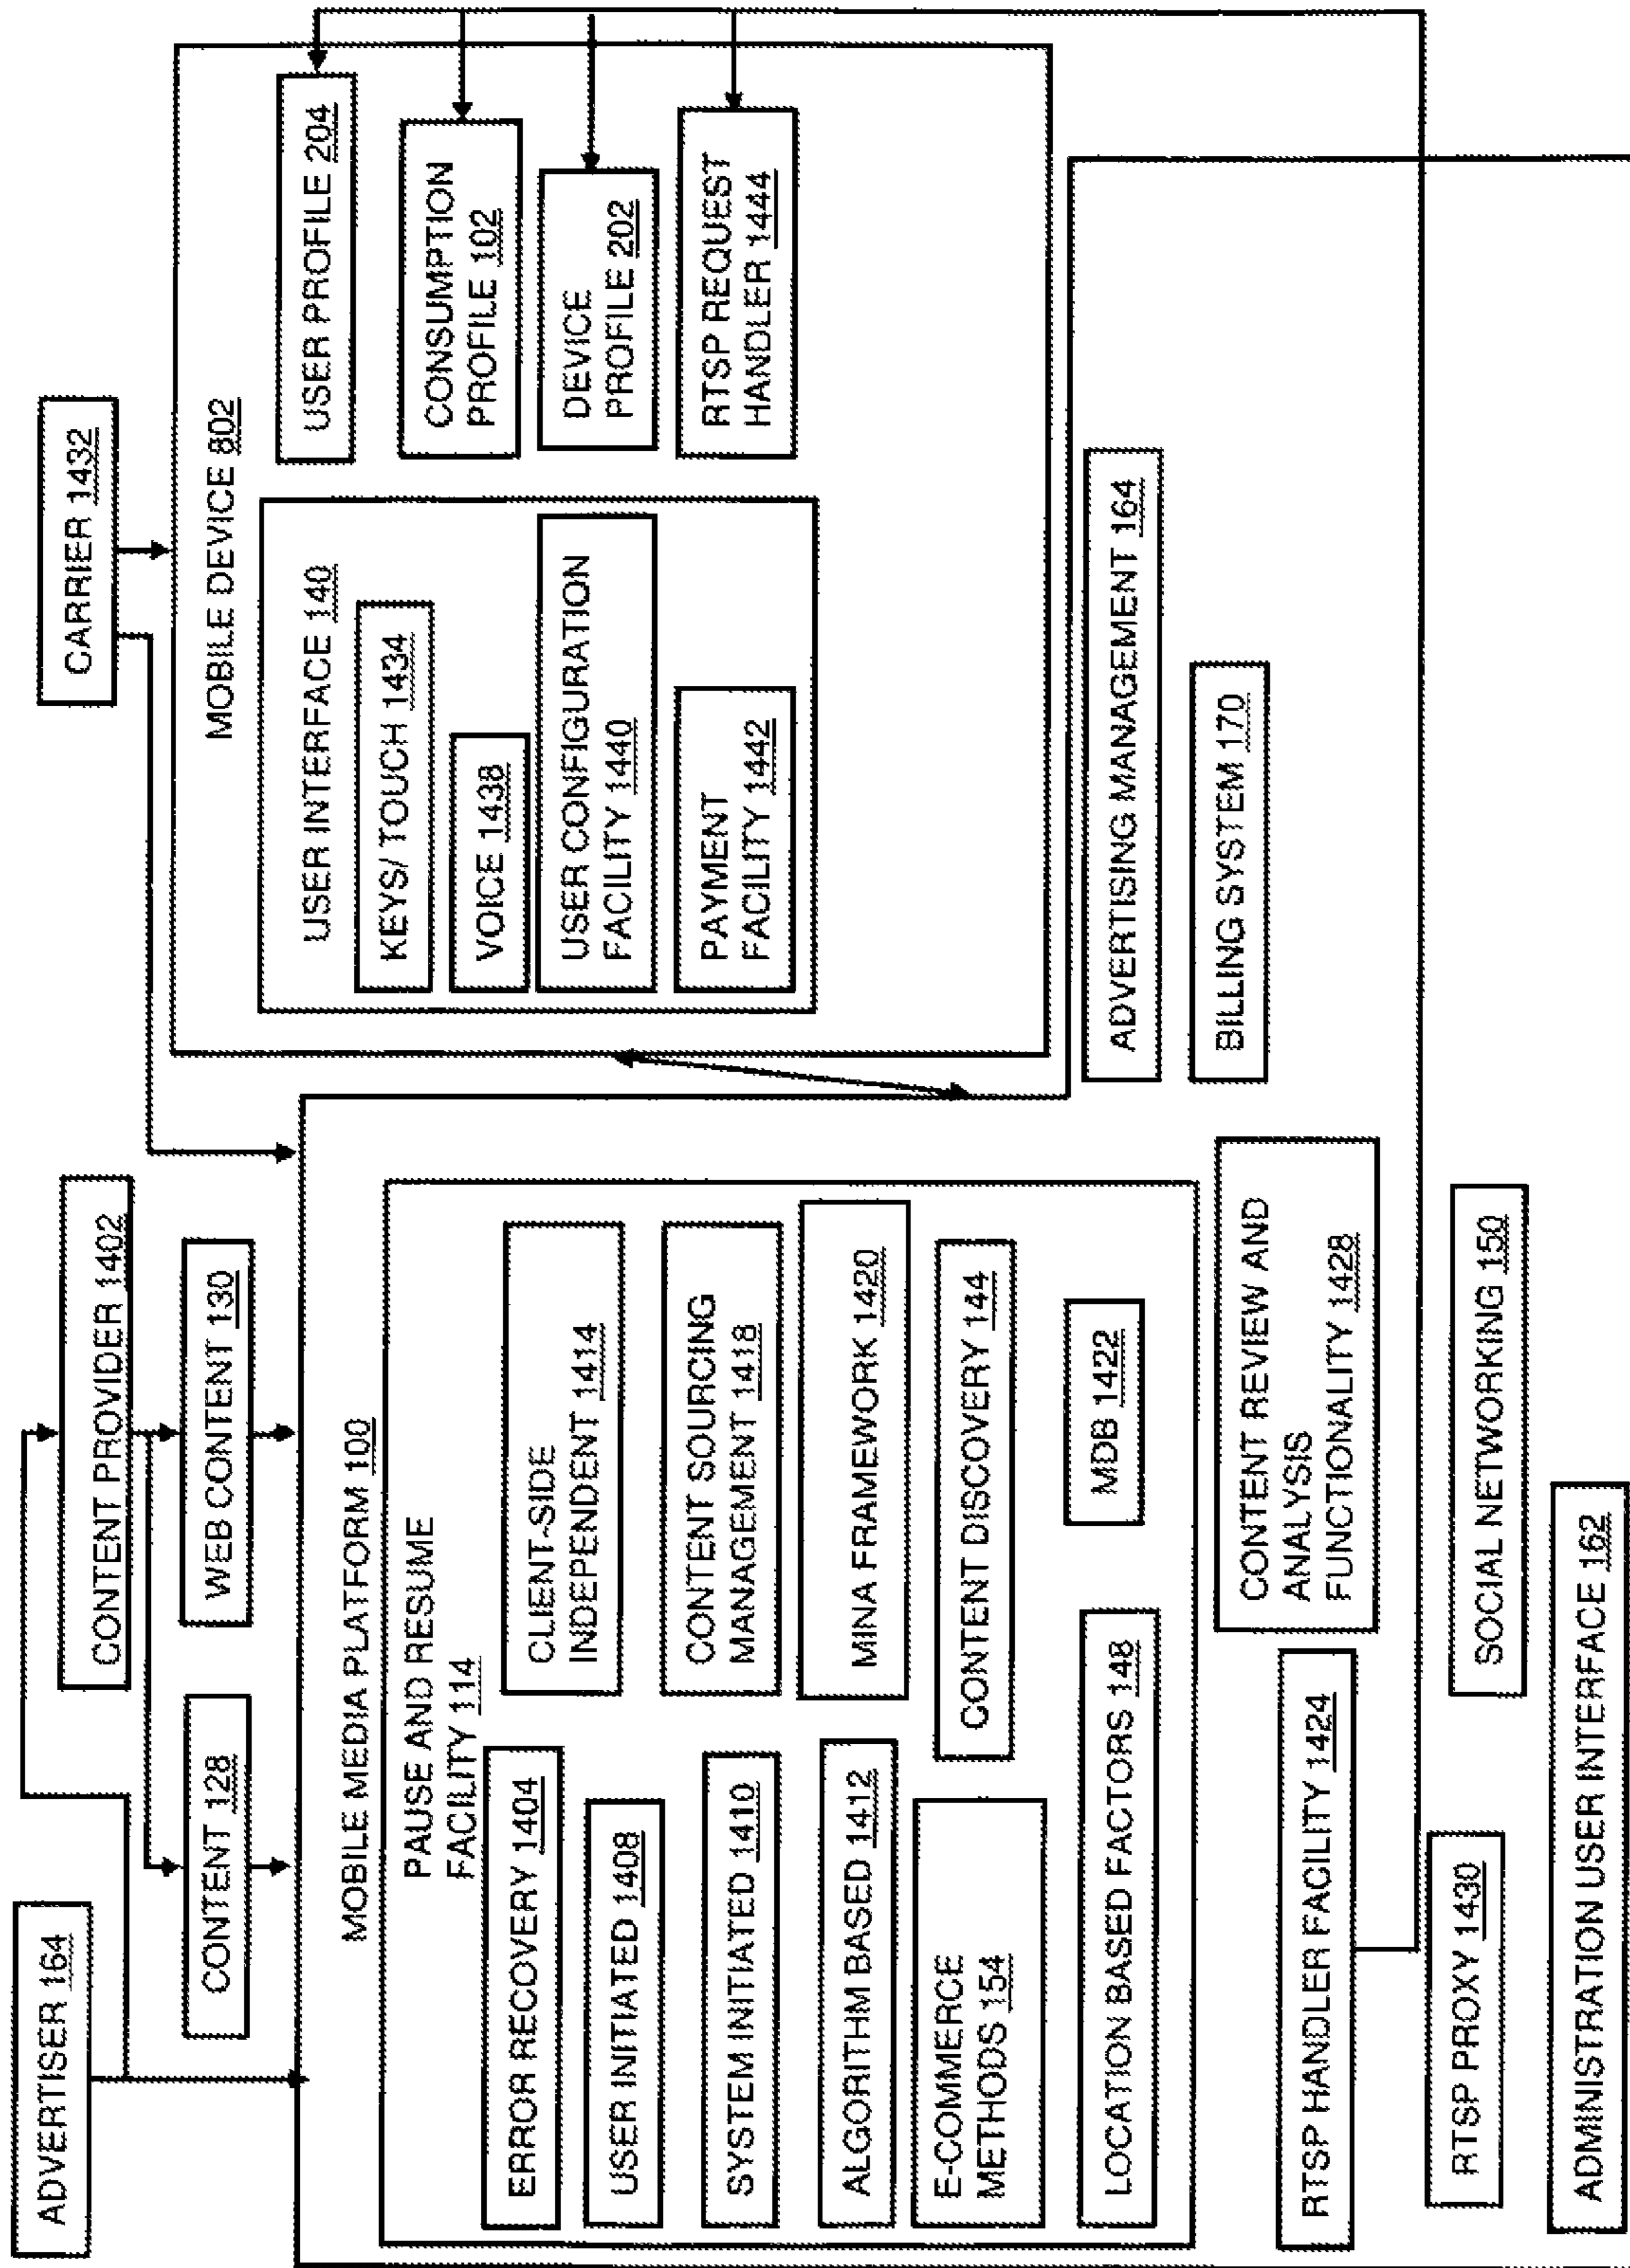 ADVERTISER 164
CONTENT PROVIDER 1402
CARRIER 1432
CONTENT 128
WEB CONTENT 130
MOBILE MEDIA PLATFORM 100
PAUSE AND RESUME
FACILITY 114
ERROR RECOVERY 1404
USER INITIATED 1408
SYSTEM INITIATED 1410
ALGORITHM BASED 1412
E-COMMERCE
METHODS 154
LOCATION BASED FACTORS 148
CLIENT-SIDE
INDEPENDENT 1414
CONTENT SOURCING
MANAGEMENT 1418
MINA FRAMEWORK 1420
CONTENT DISCOVERY 144
MDB 1422
RTSP HANDLER FACILITY 1424
CONTENT REVIEW AND
ANALYSIS
FUNCTIONALITY 1428
RTSP PROXY 1430
SOCIAL NETWORKING 150
ADMINISTRATION USER INTERFACE 162
MOBILE DEVICE 802
USER INTERFACE 140
KEYS/ TOUCH 1434
VOICE 1438
USER CONFIGURATION
FACILITY 1440
PAYMENT
FACILITY 1442
USER PROFILE 204
CONSUMPTION
PROFILE 102
DEVICE
PROFILE 202
RTSP REQUEST
HANDLER 1444
ADVERTISING MANAGEMENT 164
BILLING SYSTEM 170